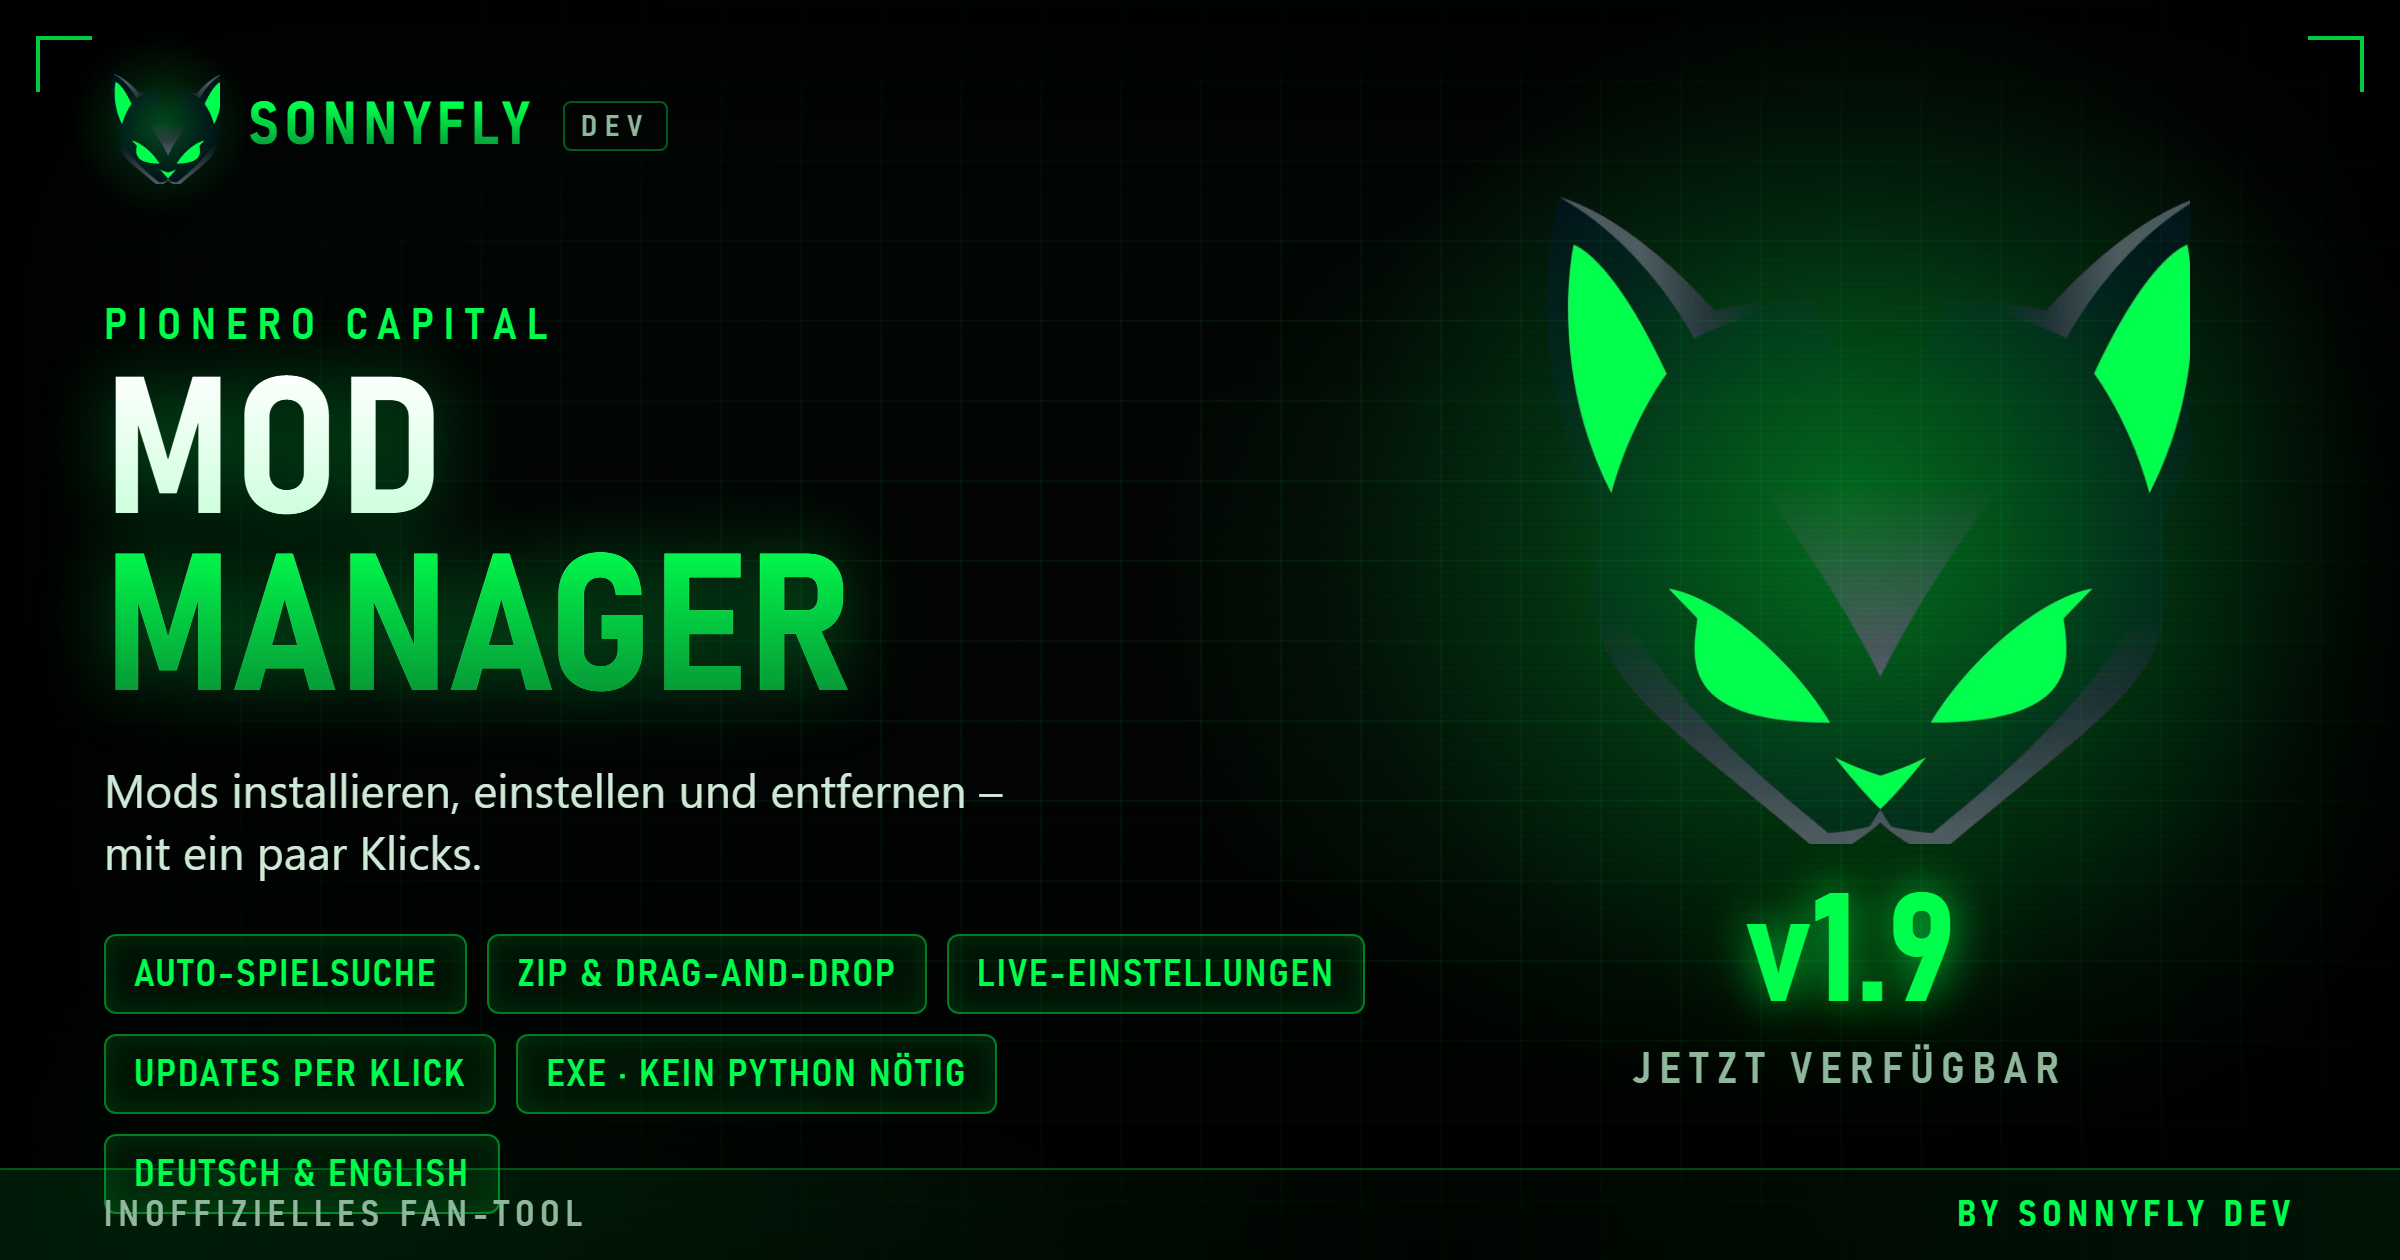 SONNYFLY DEV
PIONERO CAPITAL
MOD
MANAGER
Mods installieren, einstellen und entfernen –
mit ein paar Klicks.
AUTO-SPIELSUCHE
ZIP & DRAG-AND-DROP
LIVE-EINSTELLUNGEN
UPDATES PER KLICK
EXE · KEIN PYTHON NÖTIG
DEUTSCH & ENGLISH
v1.9
JETZT VERFÜGBAR
INOFFIZIELLES FAN-TOOL
BY SONNYFLY DEV